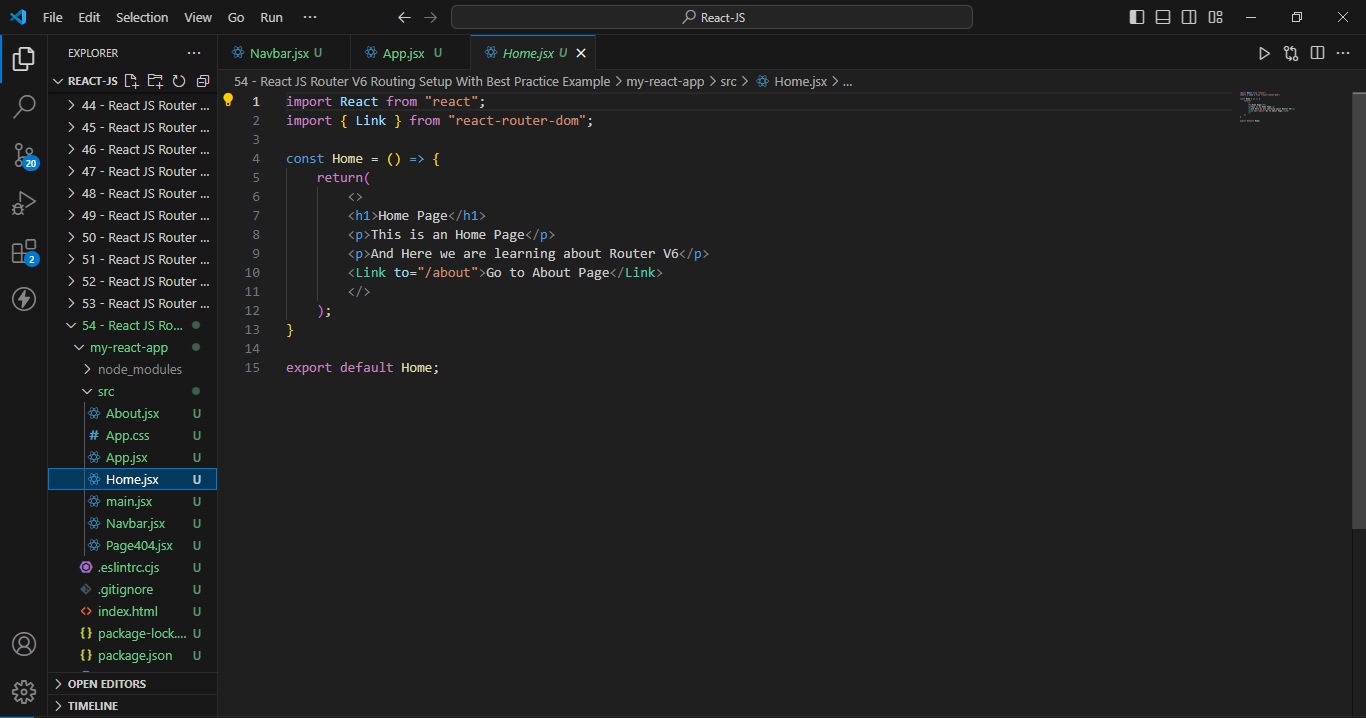 File Edit Selection View Go Run ···
React-JS
EXPLORER ···
REACT-JS
44 - React JS Router ...
45 - React JS Router ...
46 - React JS Router ...
47 - React JS Router ...
48 - React JS Router ...
49 - React JS Router ...
50 - React JS Router ...
51 - React JS Router ...
52 - React JS Router ...
53 - React JS Router ...
54 - React JS Ro...
my-react-app
node_modules
src
About.jsx U
# App.css U
App.jsx U
Home.jsx U
main.jsx U
Navbar.jsx U
Page404.jsx U
.eslintrc.cjs U
.gitignore U
<> index.html U
{} package-lock.... U
{} package.json U
OPEN EDITORS
TIMELINE
20
2
Navbar.jsx U App.jsx U Home.jsx U
54 - React JS Router V6 Routing Setup With Best Practice Example > my-react-app > src > Home.jsx > ...
1 import React from "react";
2 import { Link } from "react-router-dom";
3
4 const Home = () => {
5 return(
6 <>
7 <h1>Home Page</h1>
8 <p>This is an Home Page</p>
9 <p>And Here we are learning about Router V6</p>
10 <Link to="/about">Go to About Page</Link>
11 </>
12 );
13 }
14
15 export default Home;